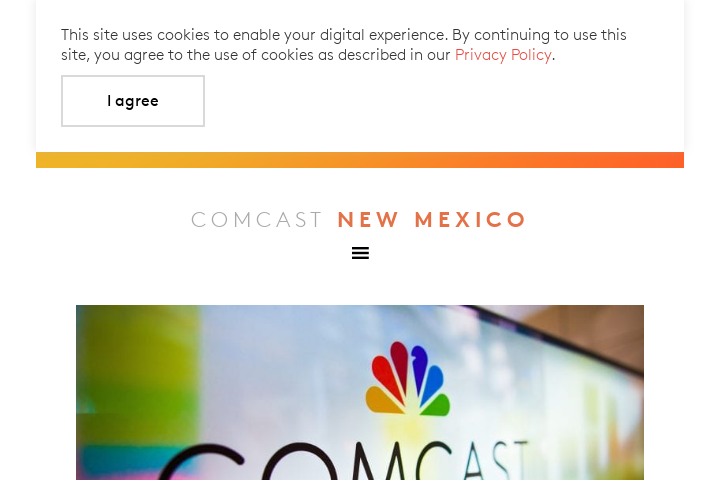 This site uses cookies to enable your digital experience. By continuing to use this
site, you agree to the use of cookies as described in our Privacy Policy.
I agree
COMCAST NEW MEXICO
COMCAST